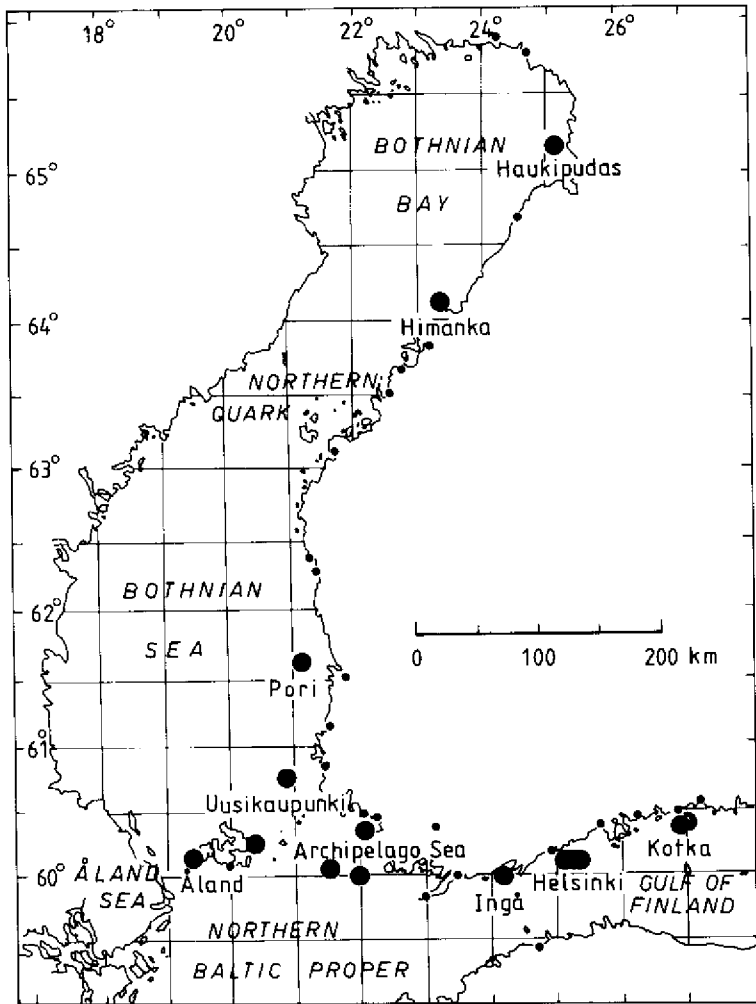 18° 20° 22° 24° 26°
BOTHNIAN
Haukipudas
65°
BAY
64°
Himanka
NORTHERN
QUARK
63°
BOTHNIAN
62°
SEA
0 100 200 km
Pori
61°
Uusikaupunki
Archipelago Sea
Kotka
60°
ÅLAND
SEA
Åland
Ingå
Helsinki
GULF OF
FINLAND
NORTHERN
BALTIC PROPER